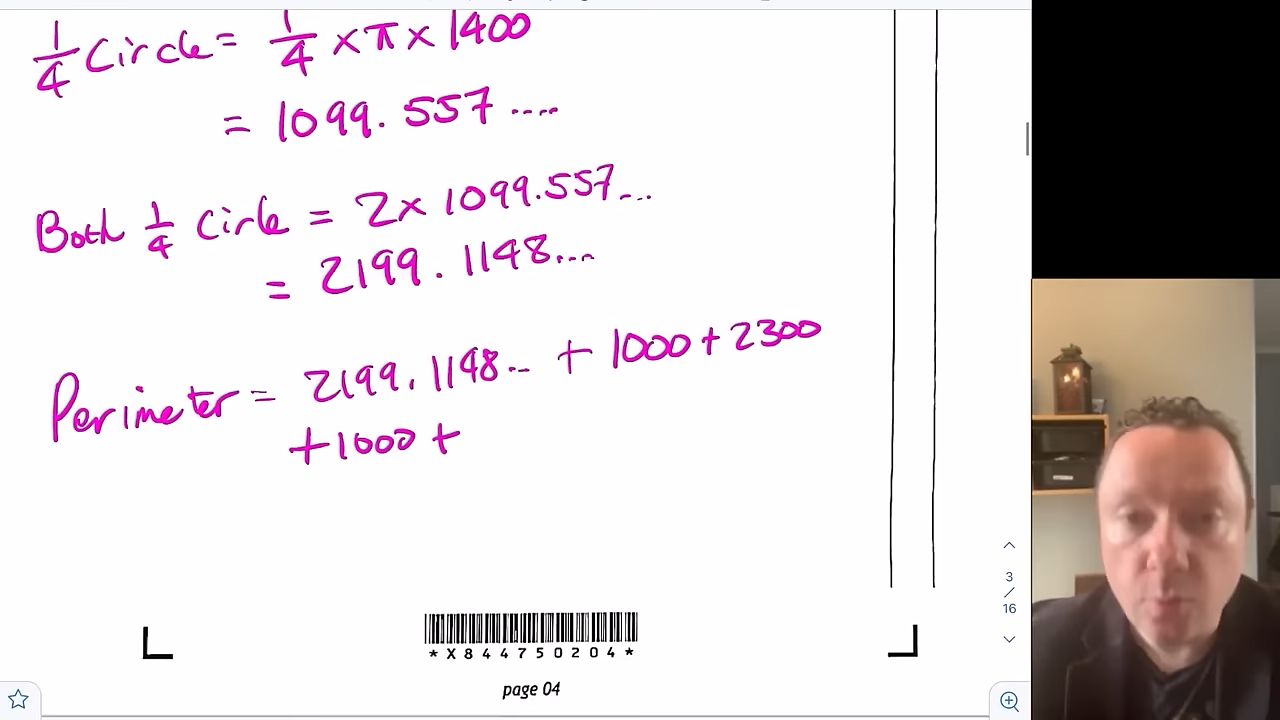 1/4 Circle = 1/4 × π × 1400
= 1099.557....
Both 1/4 Circle = 2 × 1099.557...
= 2199.1148...
Perimeter = 2199.1148.. + 1000 + 2300
+ 1000 +
3
/
16
*X844750204*
page 04